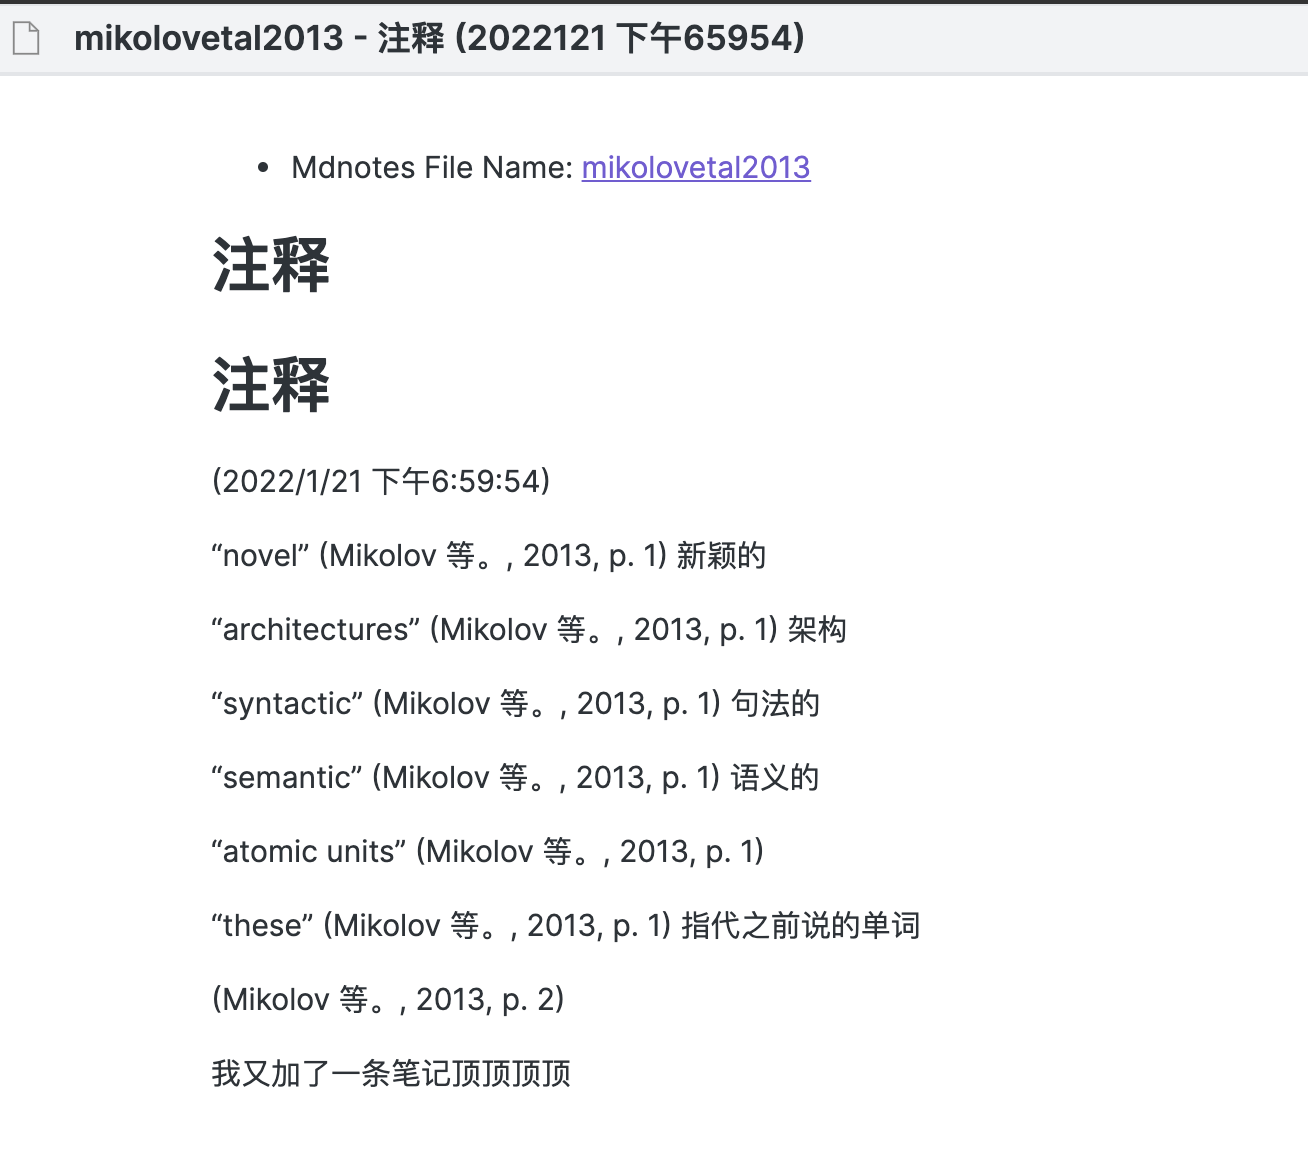 mikolovetal2013 - 注释 (2022121 下午65954)
• Mdnotes File Name: mikolovetal2013
注释
注释
(2022/1/21 下午6:59:54)
“novel” (Mikolov 等。, 2013, p. 1) 新颖的
“architectures” (Mikolov 等。, 2013, p. 1) 架构
“syntactic” (Mikolov 等。, 2013, p. 1) 句法的
“semantic” (Mikolov 等。, 2013, p. 1) 语义的
“atomic units” (Mikolov 等。, 2013, p. 1)
“these” (Mikolov 等。, 2013, p. 1) 指代之前说的单词
(Mikolov 等。, 2013, p. 2)
我又加了一条笔记顶顶顶顶